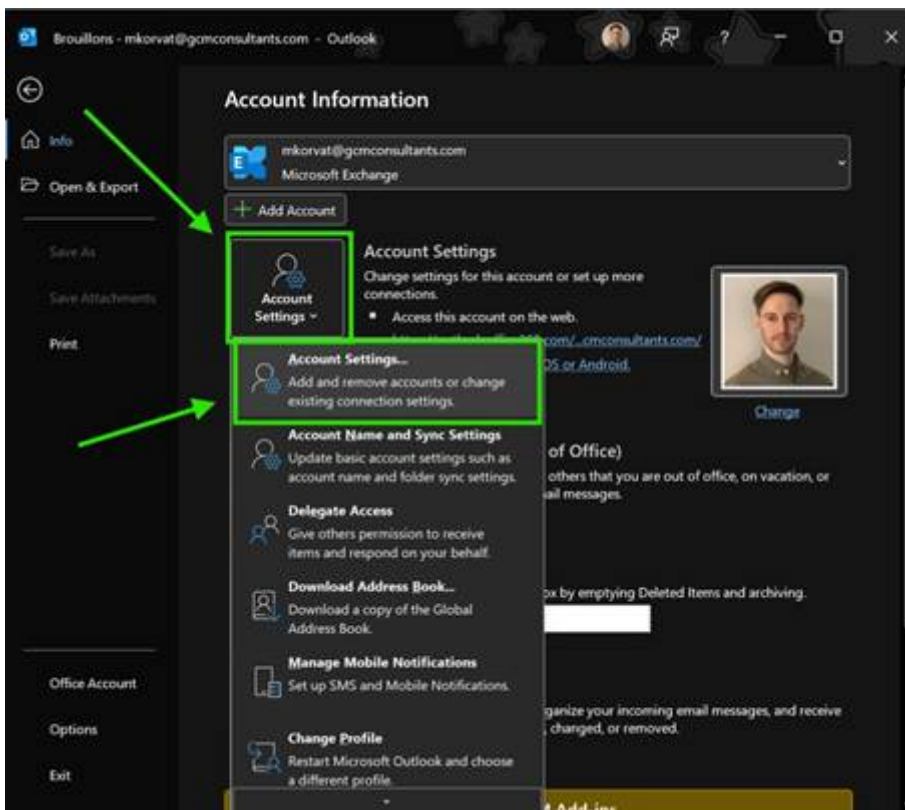 Brouillons - mkorvat@gcmconsultants.com - Outlook
?
Account Information
Info
mkorvat@gcmconsultants.com
Microsoft Exchange
Open & Export
Add Account
Save As
Save Attachments
Print
Account
Settings
Account Settings
Change settings for this account or set up more
connections.
Access this account on the web.
.com/...cmconsultants.com/
OS or Android.
Change
Account Settings...
Add and remove accounts or change
existing connection settings.
Account Name and Sync Settings
Update basic account settings such as
account name and folder sync settings.
Delegate Access
Give others permission to receive
items and respond on your behalf.
Download Address Book...
Download a copy of the Global
Address Book.
Manage Mobile Notifications
Set up SMS and Mobile Notifications.
Change Profile
Restart Microsoft Outlook and choose
a different profile.
of Office)
others that you are out of office, on vacation, or
ail messages.
ox by emptying Deleted Items and archiving.
ganize your incoming email messages, and receive
, changed, or removed.
Office Account
Options
Exit